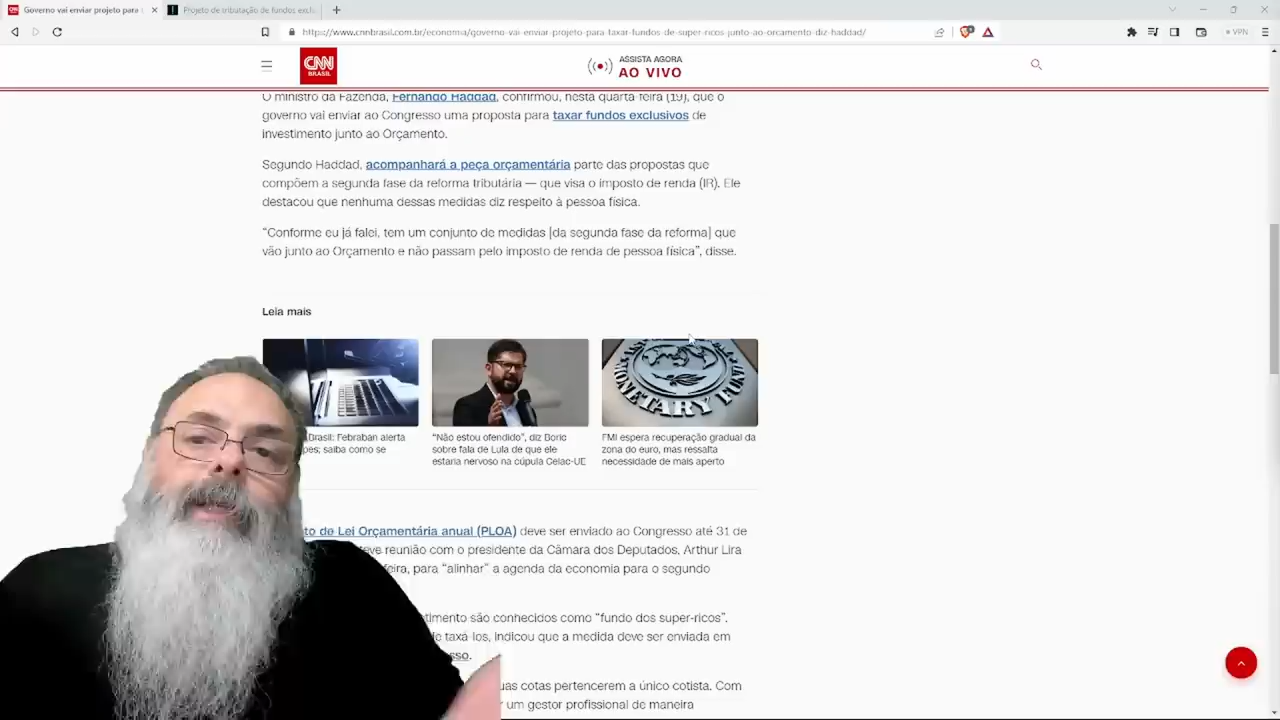 Governo vai enviar projeto para t
Projeto de tributação de fundos exclu
https://www.cnnbrasil.com.br/economia/governo-vai-enviar-projeto-para-taxar-fundos-de-super-ricos-junto-ao-orcamento-diz-haddad/
VPN
CNN
BRASIL
ASSISTA AGORA
AO VIVO
O ministro da Fazenda, Fernando Haddad, confirmou, nesta quarta-feira (19), que o
governo vai enviar ao Congresso uma proposta para taxar fundos exclusivos de
investimento junto ao Orçamento.
Segundo Haddad, acompanhará a peça orçamentária parte das propostas que
compõem a segunda fase da reforma tributária — que visa o imposto de renda (IR). Ele
destacou que nenhuma dessas medidas diz respeito à pessoa física.
“Conforme eu já falei, tem um conjunto de medidas [da segunda fase da reforma] que
vão junto ao Orçamento e não passam pelo imposto de renda de pessoa física”, disse.
Leia mais
Brasil: Febraban alerta
pes; saiba como se
“Não estou ofendido”, diz Boric
sobre fala de Lula de que ele
estaria nervoso na cúpula Celac-UE
MONETARY FUN
FMI espera recuperação gradual da
zona do euro, mas ressalta
necessidade de mais aperto
to de Lei Orçamentária anual (PLOA) deve ser enviado ao Congresso até 31 de
teve reunião com o presidente da Câmara dos Deputados, Arthur Lira
feira, para “alinhar” a agenda da economia para o segundo
timento são conhecidos como “fundo dos super-ricos”.
de taxá-los, indicou que a medida deve ser enviada em
sso.
uas cotas pertencerem a único cotista. Com
r um gestor profissional de maneira